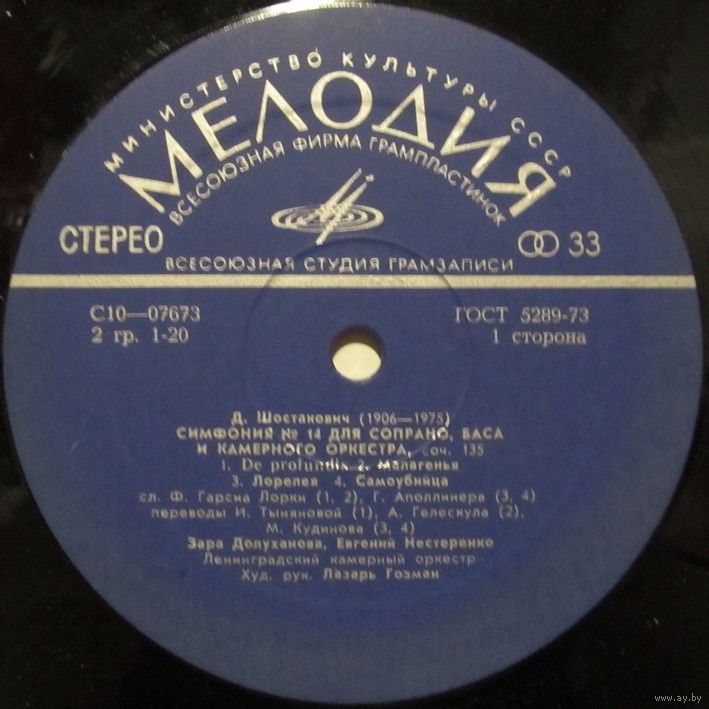 МИНИСТЕРСТВО КУЛЬТУРЫ СССР
МЕЛОДИЯ
ВСЕСОЮЗНАЯ ФИРМА ГРАМПЛАСТИНОК
СТЕРЕО
33
ВСЕСОЮЗНАЯ СТУДИЯ ГРАМЗАПИСИ
С10—07673
ГОСТ 5289-73
2 гр. 1-20
1 сторона
Д. Шостакович (1906—1975)
СИМФОНИЯ № 14 ДЛЯ СОПРАНО, БАСА
И КАМЕРНОГО ОРКЕСТРА, соч. 135
1. De profundis 2. Малагенья
3. Лорелея 4. Самоубийца
сл. Ф. Гарсиа Лорки (1, 2), Г. Аполлинера (3, 4)
переводы И. Тыняновой (1), А. Гелескула (2),
М. Кудинова (3, 4)
Зара Долуханова, Евгений Нестеренко
Ленинградский камерный оркестр
Худ. рук. Лазарь Гозман
www.ay.by